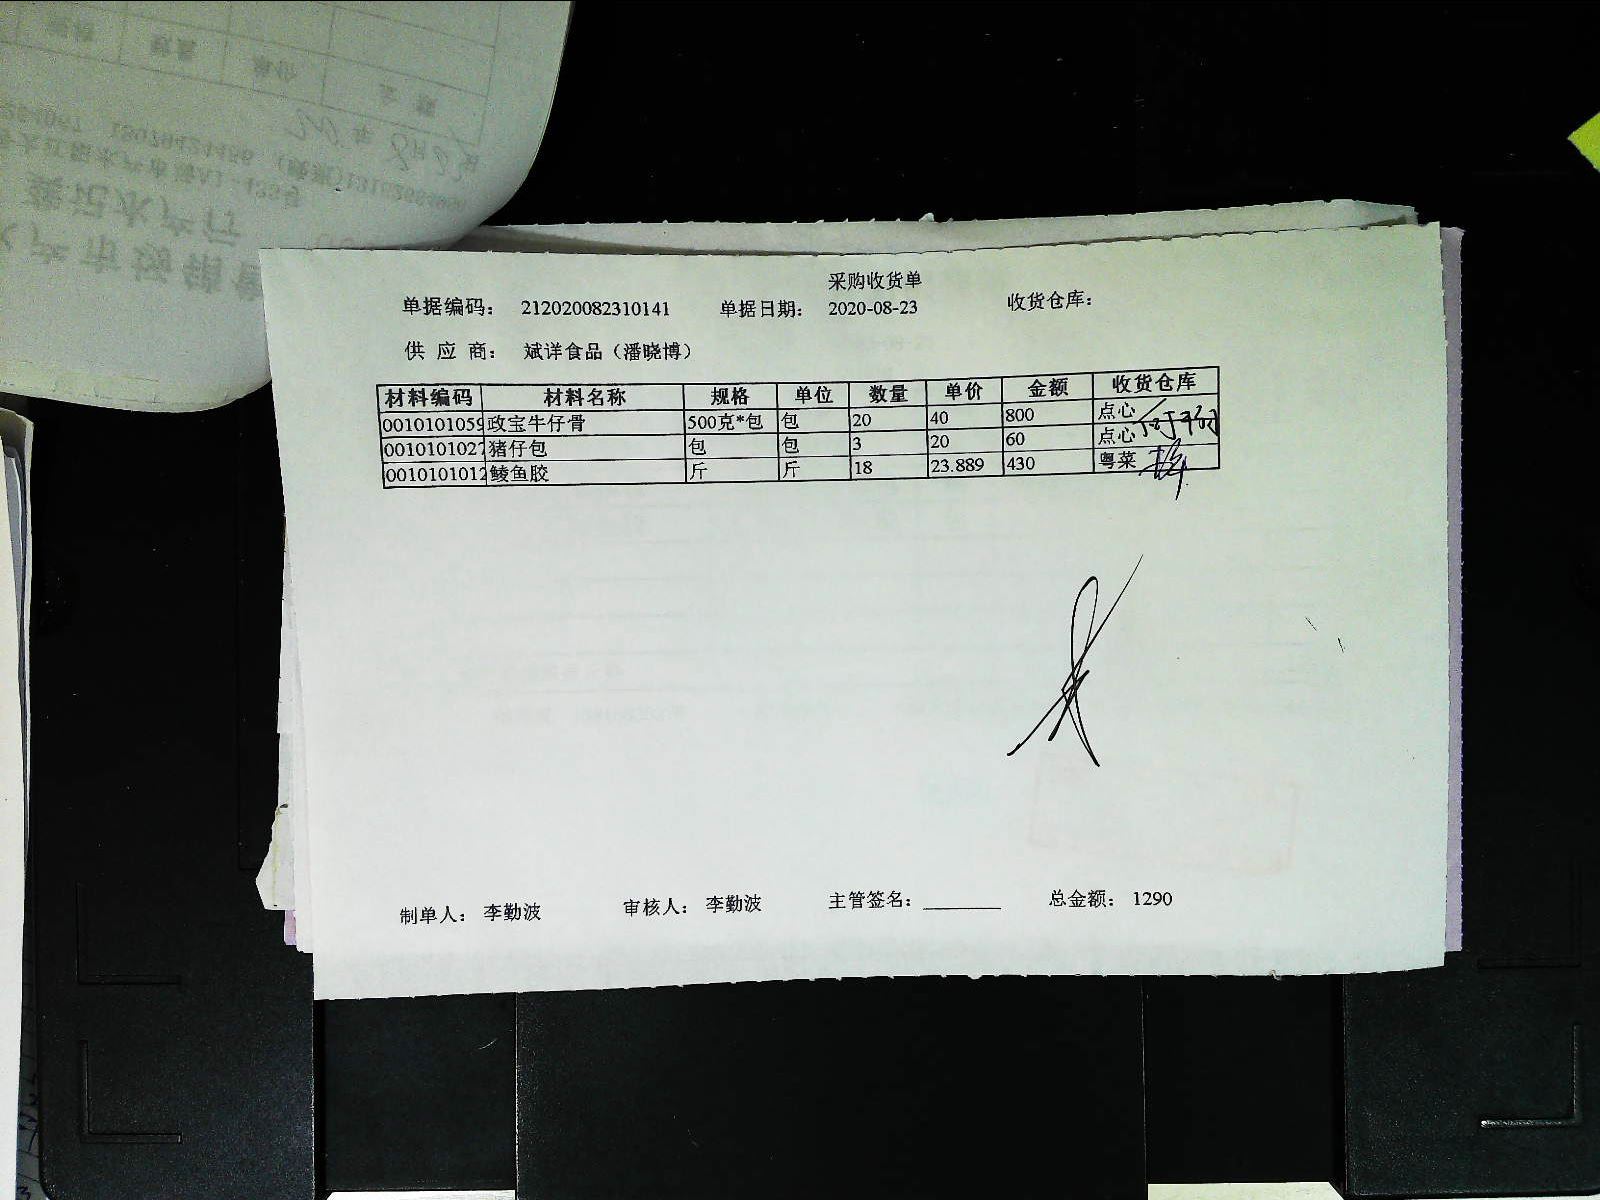 采购收货单
单据编码： 212020082310141 单据日期： 2020-08-23 收货仓库：
供 应 商： 斌详食品（潘晓博）
材料编码 材料名称 规格 单位 数量 单价 金额 收货仓库
0010101059 政宝牛仔骨 500克*包 包 20 40 800 点心
0010101027 猪仔包 包 包 3 20 60 点心
0010101012 鲮鱼胶 斤 斤 18 23.889 430 粤菜
制单人： 李勤波 审核人： 李勤波 主管签名： 总金额： 1290